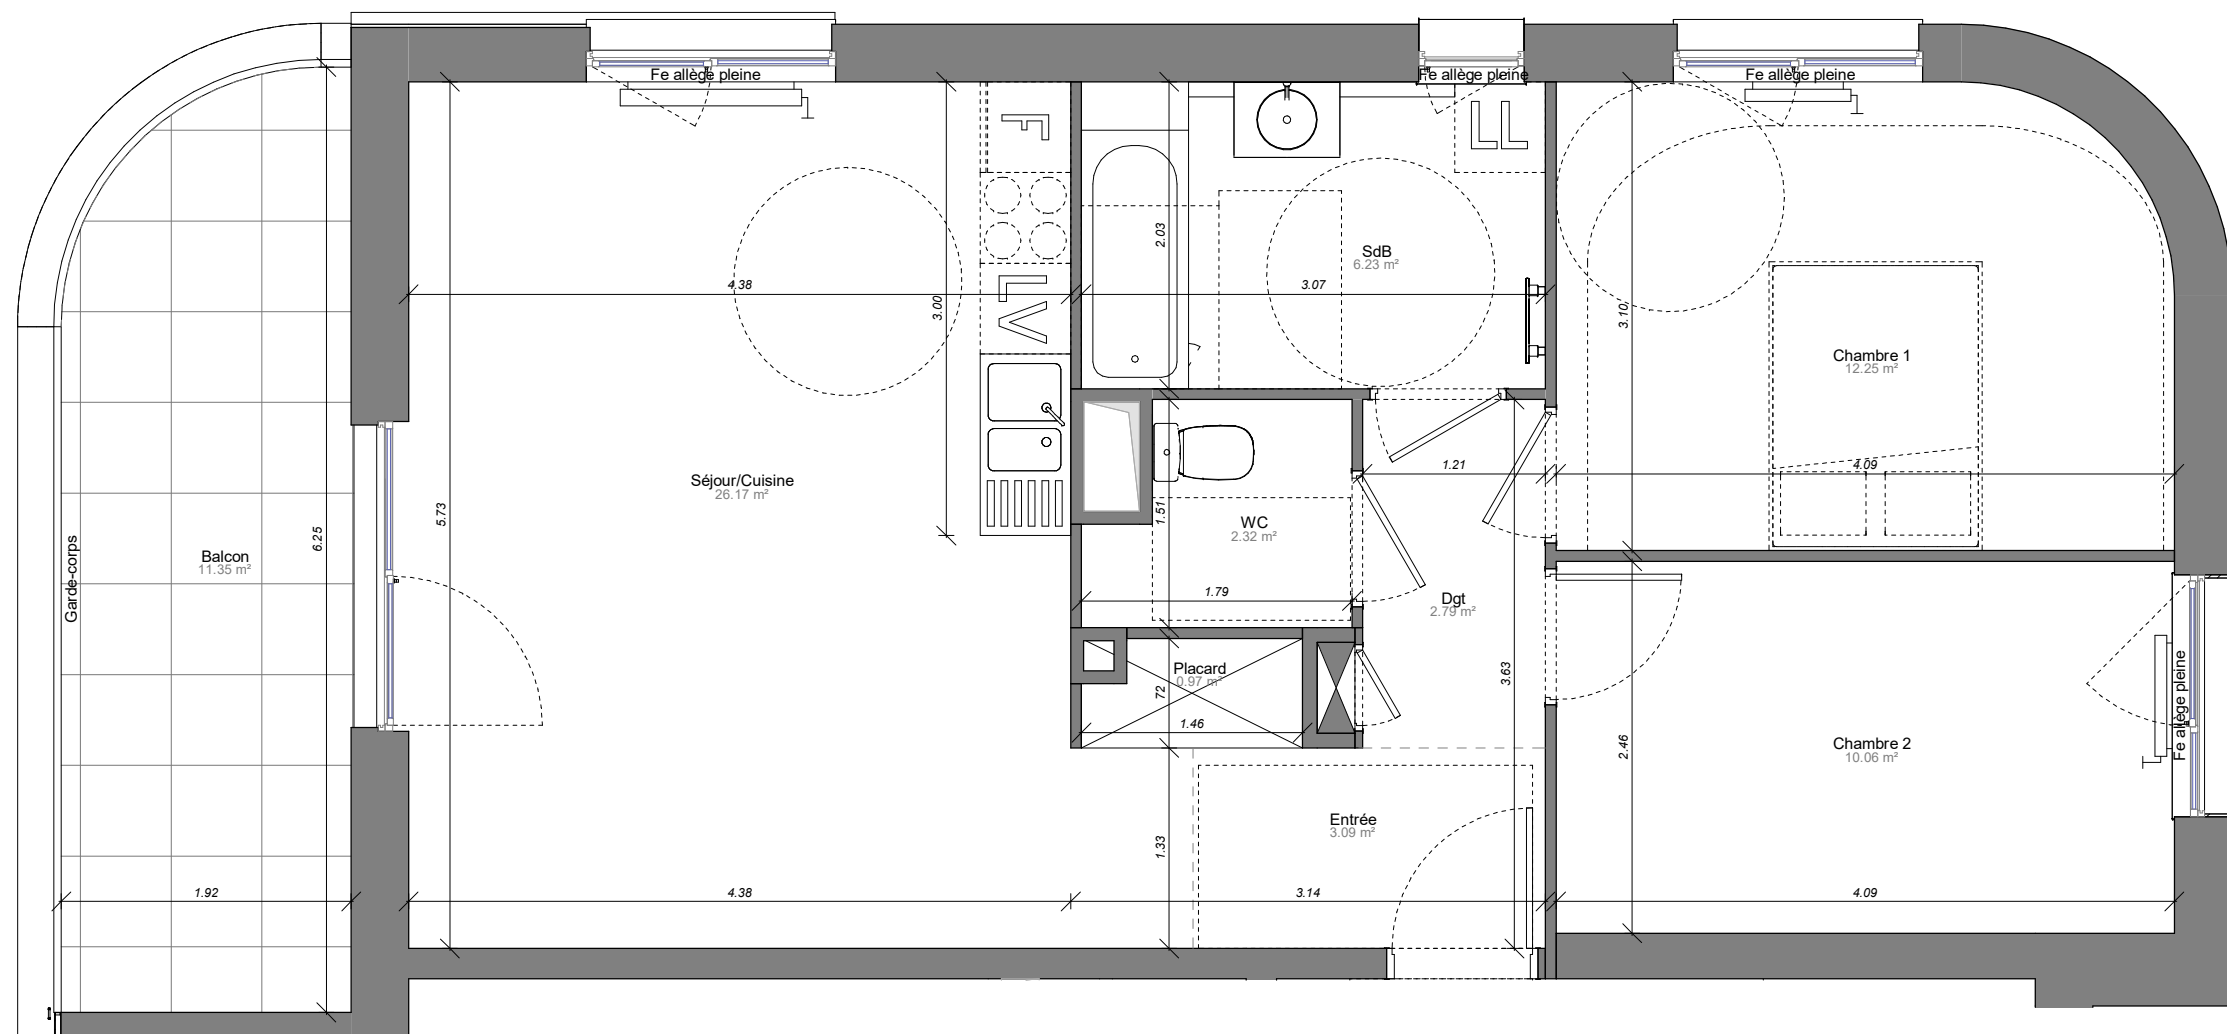 Fe allège pleine
Fe allège pleine
Fe allège pleine
F
LL
2.03
SdB
6.23 m²
4.38
3.00
LV
3.07
3.10
Chambre 1
12.25 m²
1.21
4.09
Séjour/Cuisine
26.17 m²
5.73
1.51
WC
2.32 m²
6.25
Garde-corps
Balcon
11.35 m²
1.79
Dgt
2.79 m²
Placard
0.97 m²
72
3.63
1.46
2.46
Chambre 2
10.06 m²
Fe allège pleine
Entrée
3.09 m²
1.33
1.92
4.38
3.14
4.09